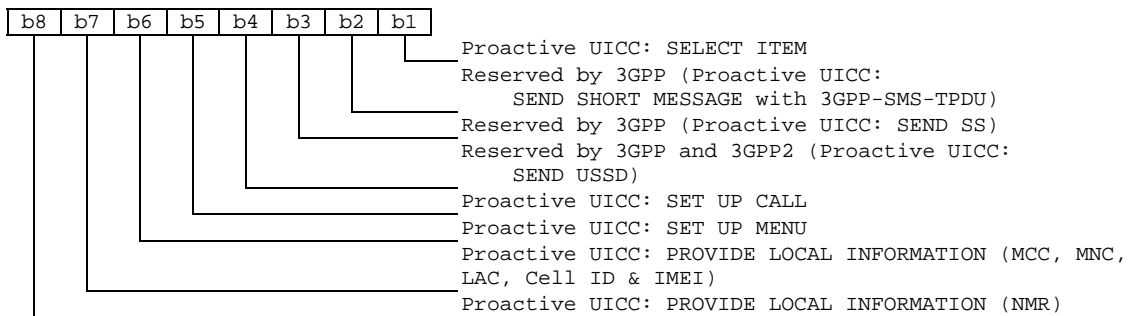 b8 b7 b6 b5 b4 b3 b2 b1
Proactive UICC: SELECT ITEM
Reserved by 3GPP (Proactive UICC:
SEND SHORT MESSAGE with 3GPP-SMS-TPDU)
Reserved by 3GPP (Proactive UICC: SEND SS)
Reserved by 3GPP and 3GPP2 (Proactive UICC:
SEND USSD)
Proactive UICC: SET UP CALL
Proactive UICC: SET UP MENU
Proactive UICC: PROVIDE LOCAL INFORMATION (MCC, MNC,
LAC, Cell ID & IMEI)
Proactive UICC: PROVIDE LOCAL INFORMATION (NMR)